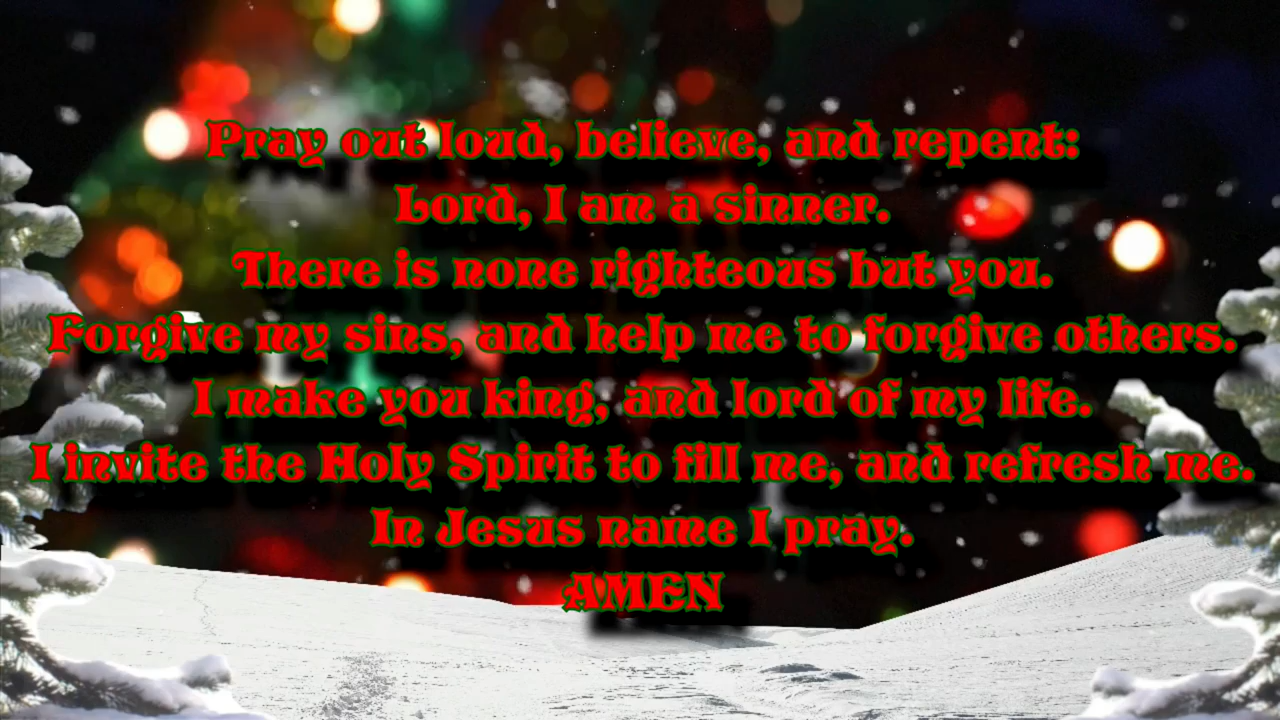 Pray out loud, believe, and repent:
Lord, I am a sinner.
There is none righteous but you.
Forgive my sins, and help me to forgive others.
I make you king, and lord of my life.
I invite the Holy Spirit to fill me, and refresh me.
In Jesus name I pray.
AMEN